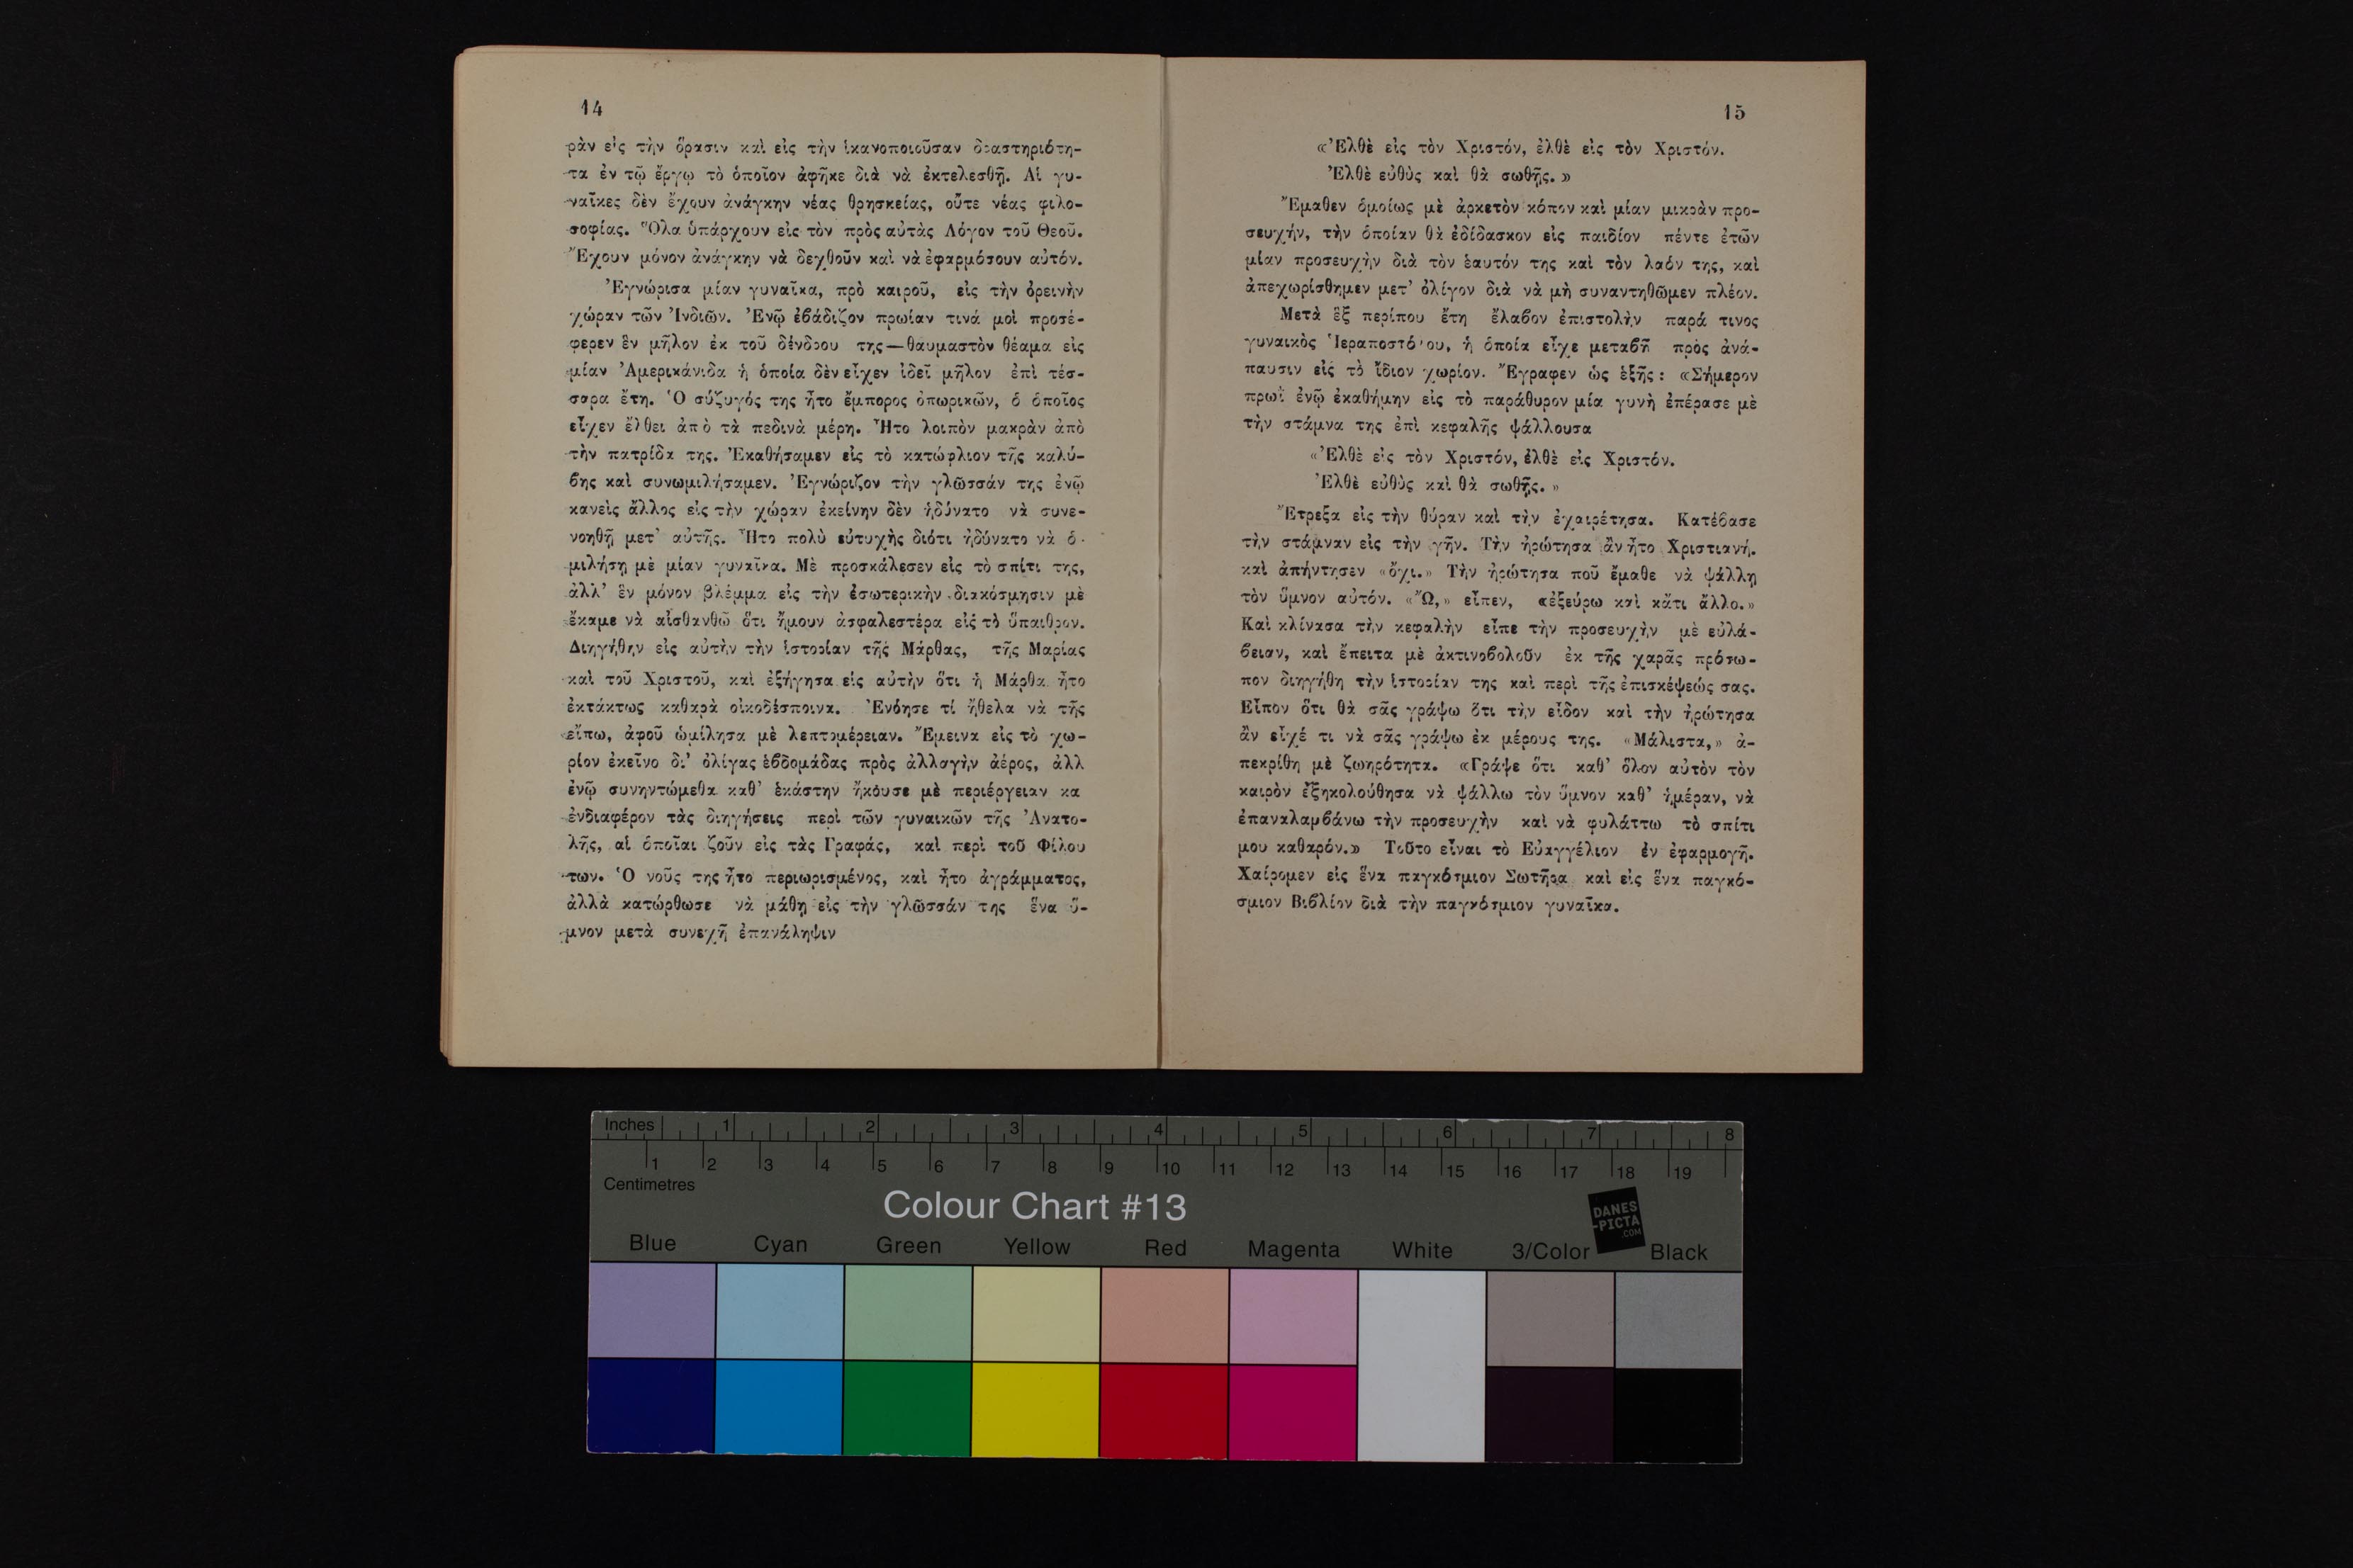 14
ρὰν εἰς τὴν ὅρασιν καὶ εἰς τὴν ἱκανοποιοῦσαν δραστηριότη-
τα ἐν τῷ ἔργῳ τὸ ὁποῖον ἀφῆκε διὰ νὰ ἐκτελεσθῇ. Αἱ γυ-
ναῖκες δὲν ἔχουν ἀνάγκην νέας θρησκείας, οὔτε νέας φιλο-
σοφίας. Ὅλα ὑπάρχουν εἰς τὸν πρὸς αὐτὰς Λόγον τοῦ Θεοῦ.
Ἔχουν μόνον ἀνάγκην νὰ δεχθοῦν καὶ νὰ ἐφαρμόσουν αὐτόν.
Ἐγνώρισα μίαν γυναῖκα, πρὸ καιροῦ, εἰς τὴν ὀρεινὴν
χώραν τῶν Ἰνδιῶν. Ἐνῷ ἐβάδιζον πρωίαν τινά μοὶ προσέ-
φερεν ἓν μῆλον ἐκ τοῦ δένδρου της—θαυμαστὸν θέαμα εἰς
μίαν Ἀμερικάνιδα ἡ ὁποία δὲν εἶχεν ἰδεῖ μῆλον ἐπὶ τέσ-
σαρα ἔτη. Ὁ σύζυγός της ἦτο ἔμπορος ὀπωρικῶν, ὁ ὁποῖος
εἶχεν ἔλθει ἀπὸ τὰ πεδινὰ μέρη. Ἦτο λοιπὸν μακρὰν ἀπὸ
τὴν πατρίδα της. Ἐκαθήσαμεν εἰς τὸ κατώφλιον τῆς καλύ-
βης καὶ συνωμιλήσαμεν. Ἐγνώριζον τὴν γλῶσσάν της ἐνῷ
κανεὶς ἄλλος εἰς τὴν χώραν ἐκείνην δὲν ἠδύνατο νὰ συνε-
νοηθῇ μετ' αὐτῆς. Ἦτο πολὺ εὐτυχὴς διότι ἠδύνατο νὰ ὁ-
μιλήσῃ μὲ μίαν γυναῖκα. Μὲ προσκάλεσεν εἰς τὸ σπίτι της,
ἀλλ' ἓν μόνον βλέμμα εἰς τὴν ἐσωτερικὴν διακόσμησιν μὲ
ἔκαμε νὰ αἰσθανθῶ ὅτι ἤμουν ἀσφαλεστέρα εἰς τὸ ὕπαιθρον.
Διηγήθην εἰς αὐτὴν τὴν ἱστορίαν τῆς Μάρθας, τῆς Μαρίας
καὶ τοῦ Χριστοῦ, καὶ ἐξήγησα εἰς αὐτὴν ὅτι ἡ Μάρθα ἦτο
ἐκτάκτως καθαρὰ οἰκοδέσποινα. Ἐνόησε τί ἤθελα νὰ τῆς
εἴπω, ἀφοῦ ὡμίλησα μὲ λεπτομέρειαν. Ἔμεινα εἰς τὸ χω-
ρίον ἐκεῖνο δι' ὀλίγας ἑβδομάδας πρὸς ἀλλαγὴν ἀέρος, ἀλλ
ἐνῷ συνηντώμεθα καθ' ἑκάστην ἤκουσε μὲ περιέργειαν κα
ἐνδιαφέρον τὰς διηγήσεις περὶ τῶν γυναικῶν τῆς Ἀνατο-
λῆς, αἱ ὁποῖαι ζοῦν εἰς τὰς Γραφάς, καὶ περὶ τοῦ Φίλου
των. Ὁ νοῦς της ἦτο περιωρισμένος, καὶ ἦτο ἀγράμματος,
ἀλλὰ κατώρθωσε νὰ μάθῃ εἰς τὴν γλῶσσάν της ἕνα ὕ-
μνον μετὰ συνεχῆ ἐπανάληψιν
15
«Ἐλθὲ εἰς τὸν Χριστόν, ἐλθὲ εἰς τὸν Χριστόν.
Ἐλθὲ εὐθὺς καὶ θὰ σωθῇς.»
Ἔμαθεν ὁμοίως μὲ ἀρκετὸν κόπον καὶ μίαν μικρὰν προ-
σευχήν, τὴν ὁποίαν θὰ ἐδίδασκον εἰς παιδίον πέντε ἐτῶν
μίαν προσευχὴν διὰ τὸν ἑαυτόν της καὶ τὸν λαόν της, καὶ
ἀπεχωρίσθημεν μετ' ὀλίγον διὰ νὰ μὴ συναντηθῶμεν πλέον.
Μετὰ ἓξ περίπου ἔτη ἔλαβον ἐπιστολὴν παρά τινος
γυναικὸς Ἱεραποστόλου, ἡ ὁποία εἶχε μεταβῆ πρὸς ἀνά-
παυσιν εἰς τὸ ἴδιον χωρίον. Ἔγραφεν ὡς ἑξῆς: «Σήμερον
πρωῒ ἐνῷ ἐκαθήμην εἰς τὸ παράθυρον μία γυνὴ ἐπέρασε μὲ
τὴν στάμνα της ἐπὶ κεφαλῆς ψάλλουσα
«Ἐλθὲ εἰς τὸν Χριστόν, ἐλθὲ εἰς Χριστόν.
Ἐλθὲ εὐθὺς καὶ θὰ σωθῇς.»
Ἔτρεξα εἰς τὴν θύραν καὶ τὴν ἐχαιρέτησα. Κατέβασε
τὴν στάμναν εἰς τὴν γῆν. Τὴν ἠρώτησα ἂν ἦτο Χριστιανή.
καὶ ἀπήντησεν «ὄχι.» Τὴν ἠρώτησα ποῦ ἔμαθε νὰ ψάλλῃ
τὸν ὕμνον αὐτόν. «Ὤ,» εἶπεν, «ἐξεύρω καὶ κἄτι ἄλλο.»
Καὶ κλίνασα τὴν κεφαλὴν εἶπε τὴν προσευχὴν μὲ εὐλά-
βειαν, καὶ ἔπειτα μὲ ἀκτινοβολοῦν ἐκ τῆς χαρᾶς πρόσω-
πον διηγήθη τὴν ἱστορίαν της καὶ περὶ τῆς ἐπισκέψεώς σας.
Εἶπον ὅτι θὰ σᾶς γράψω ὅτι τὴν εἶδον καὶ τὴν ἠρώτησα
ἂν εἶχέ τι νὰ σᾶς γράψω ἐκ μέρους της. «Μάλιστα,» ἀ-
πεκρίθη μὲ ζωηρότητα. «Γράψε ὅτι καθ' ὅλον αὐτὸν τὸν
καιρὸν ἐξηκολούθησα νὰ ψάλλω τὸν ὕμνον καθ' ἡμέραν, νὰ
ἐπαναλαμβάνω τὴν προσευχὴν καὶ νὰ φυλάττω τὸ σπίτι
μου καθαρόν.» Τοῦτο εἶναι τὸ Εὐαγγέλιον ἐν ἐφαρμογῇ.
Χαίρομεν εἰς ἕνα παγκόσμιον Σωτῆρα καὶ εἰς ἕνα παγκό-
σμιον Βιβλίον διὰ τὴν παγκόσμιον γυναῖκα.
Inches 1 2 3 4 5 6 7 8
1 2 3 4 5 6 7 8 9 10 11 12 13 14 15 16 17 18 19
Centimetres
Colour Chart #13
DANES
-PICTA
.COM
Blue Cyan Green Yellow Red Magenta White 3/Color Black